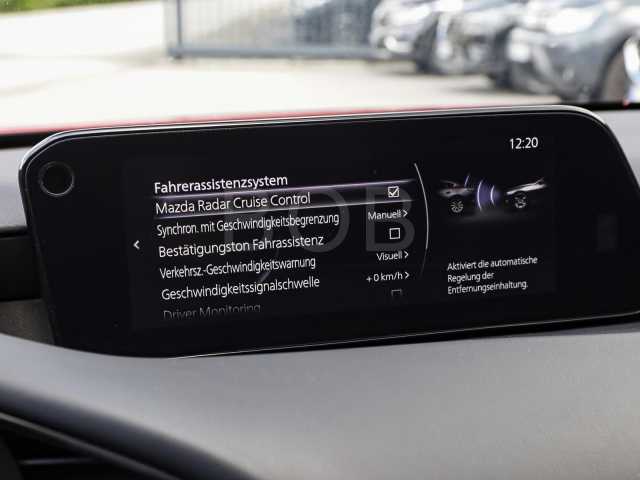 12:20
Fahrerassistenzsystem
Mazda Radar Cruise Control
Synchron. mit Geschwindigkeitsbegrenzung Manuell
Bestätigungston Fahrassistenz
Verkehrsz.-Geschwindigkeitswarnung Visuell
Geschwindigkeitssignalschwelle +0 km/h
Driver Monitoring
Aktiviert die automatische
Regelung der
Entfernungseinhaltung.